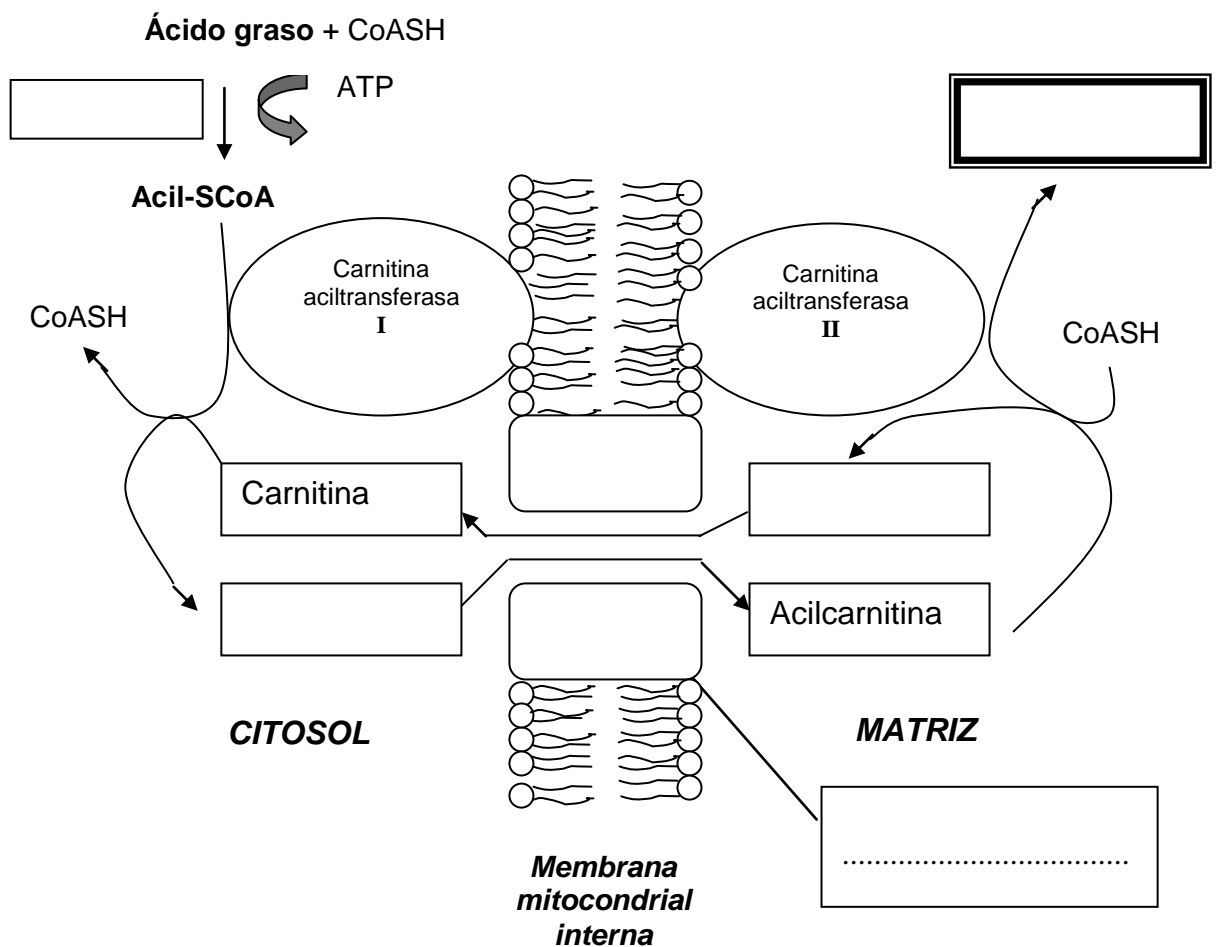 Ácido graso + CoASH
ATP
Acil-SCoA
Carnitina
aciltransferasa
I
Carnitina
aciltransferasa
II
CoASH
CoASH
Carnitina
Acilcarnitina
CITOSOL
MATRIZ
....................................
Membrana
mitocondrial
interna